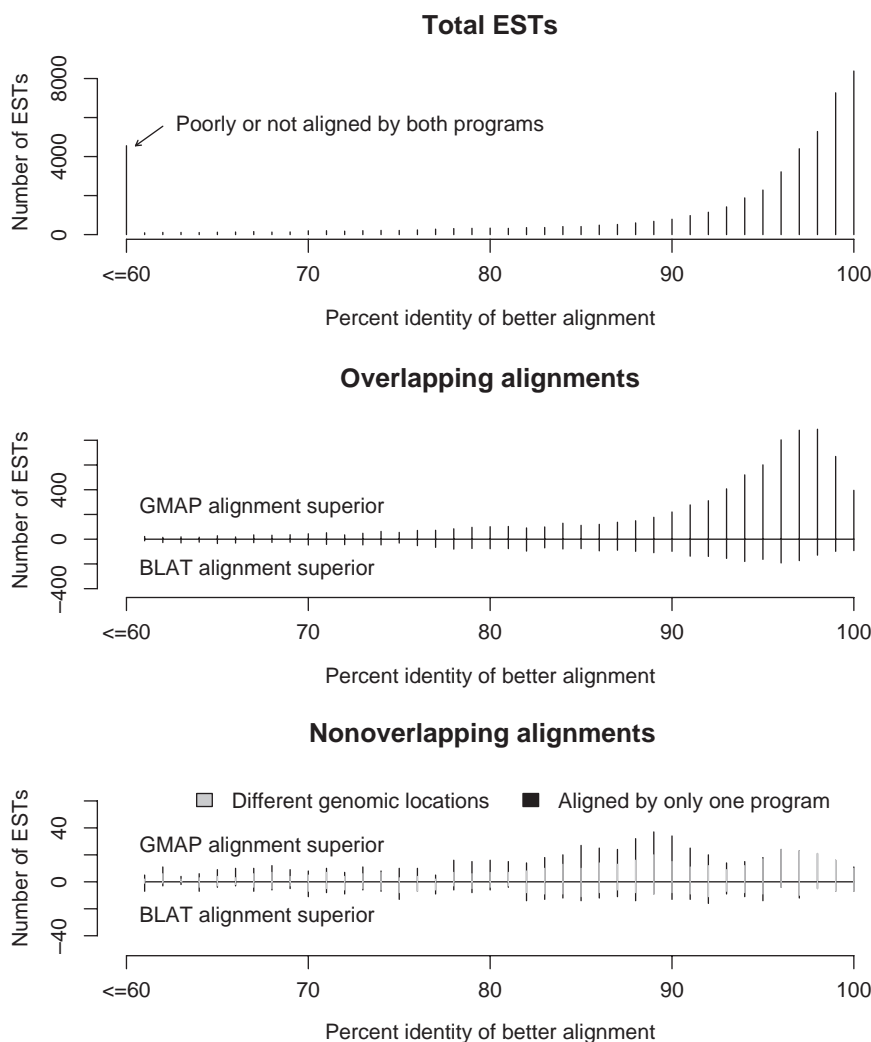 Total ESTs
Number of ESTs
8000
4000
0
Poorly or not aligned by both programs
<=60
70
80
90
100
Percent identity of better alignment
Overlapping alignments
Number of ESTs
400
0
−400
GMAP alignment superior
BLAT alignment superior
<=60
70
80
90
100
Percent identity of better alignment
Nonoverlapping alignments
Different genomic locations
Aligned by only one program
Number of ESTs
40
0
−40
GMAP alignment superior
BLAT alignment superior
<=60
70
80
90
100
Percent identity of better alignment